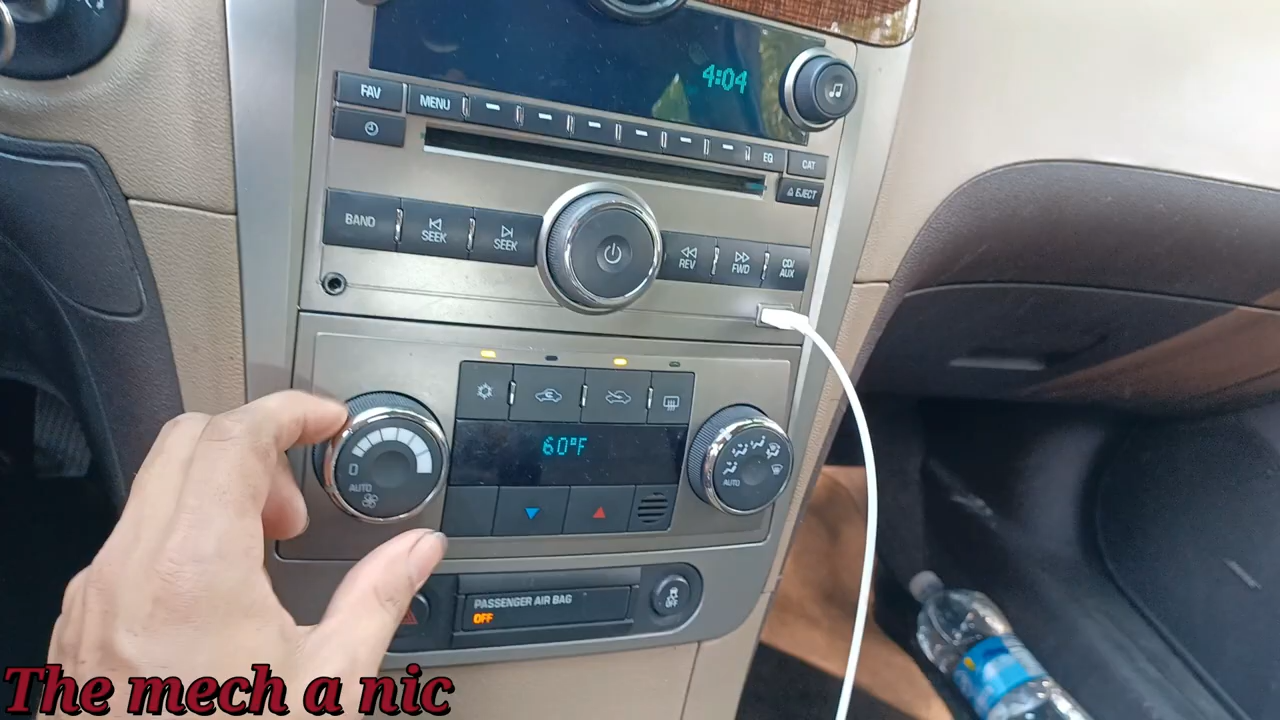 4:04
FAV
MENU
EQ
CAT
EJECT
BAND
SEEK
SEEK
REV
FWD
CD/
AUX
60°F
0
AUTO
AUTO
PASSENGER AIR BAG
OFF
OFF
The mech a nic